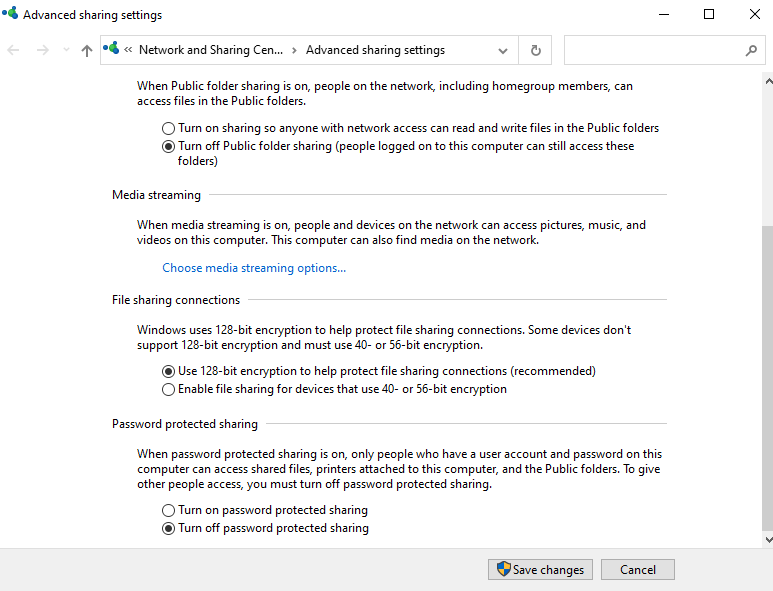 Advanced sharing settings
« Network and Sharing Cen... › Advanced sharing settings
When Public folder sharing is on, people on the network, including homegroup members, can
access files in the Public folders.
Turn on sharing so anyone with network access can read and write files in the Public folders
Turn off Public folder sharing (people logged on to this computer can still access these
folders)
Media streaming
When media streaming is on, people and devices on the network can access pictures, music, and
videos on this computer. This computer can also find media on the network.
Choose media streaming options...
File sharing connections
Windows uses 128-bit encryption to help protect file sharing connections. Some devices don't
support 128-bit encryption and must use 40- or 56-bit encryption.
Use 128-bit encryption to help protect file sharing connections (recommended)
Enable file sharing for devices that use 40- or 56-bit encryption
Password protected sharing
When password protected sharing is on, only people who have a user account and password on this
computer can access shared files, printers attached to this computer, and the Public folders. To give
other people access, you must turn off password protected sharing.
Turn on password protected sharing
Turn off password protected sharing
Save changes
Cancel